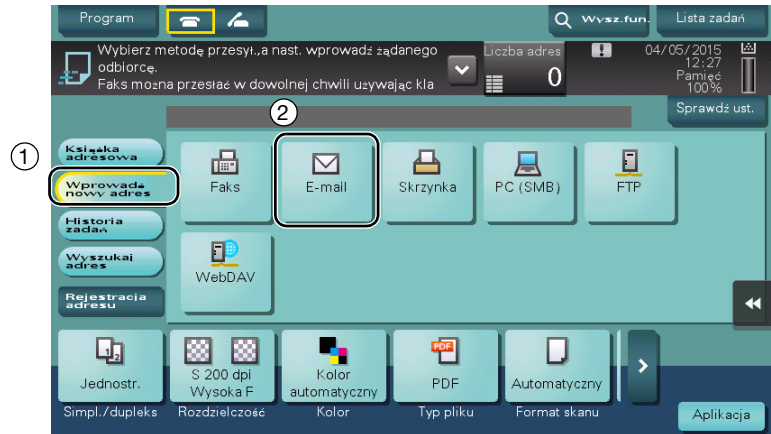 Program
Wysz.fun.
Lista zadań
Wybierz metodę przesył.,a nast. wprowadź żądanego
odbiorcę.
Faks można przesłać w dowolnej chwili używając kla
Liczba adres
0
04/05/2015
12:27
Pamięć
100%
Sprawdź ust.
①
②
Książka
adresowa
Wprowadź
nowy adres
Historia
zadań
Wyszukaj
adres
Rejestracja
adresu
Faks
E-mail
Skrzynka
PC (SMB)
FTP
WebDAV
Jednostr.
S 200 dpi
Wysoka F
Kolor
automatyczny
PDF
PDF
Automatyczny
Simpl./dupleks
Rozdzielczość
Kolor
Typ pliku
Format skanu
Aplikacja